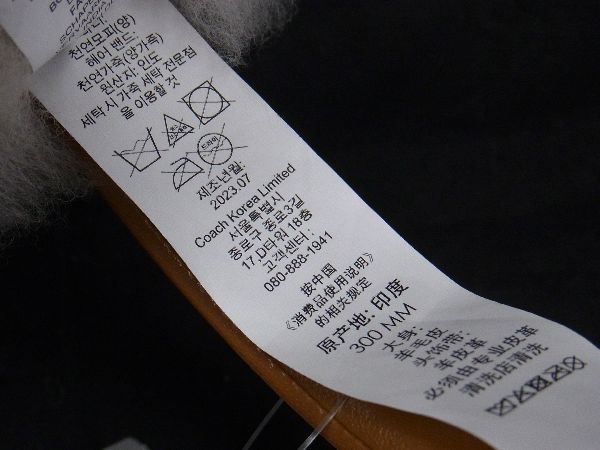 SCHAPP
천연모피(양)
헤어 밴드:
천연가죽(양가죽)
원산지: 인도
세탁시 가죽 세탁 전문점
을 이용할것
드라이
제조년월:
2023.07
Coach Korea Limited
서울특별시
종로구 종로3길
17,D타워 18층
고객센터 :
080-888-1941
按中国
《消费品使用说明》
的相关规定
原产地: 印度
300 MM
大身:
羊毛皮
头饰带:
羊皮革
必须由专业皮革
清洗店清洗